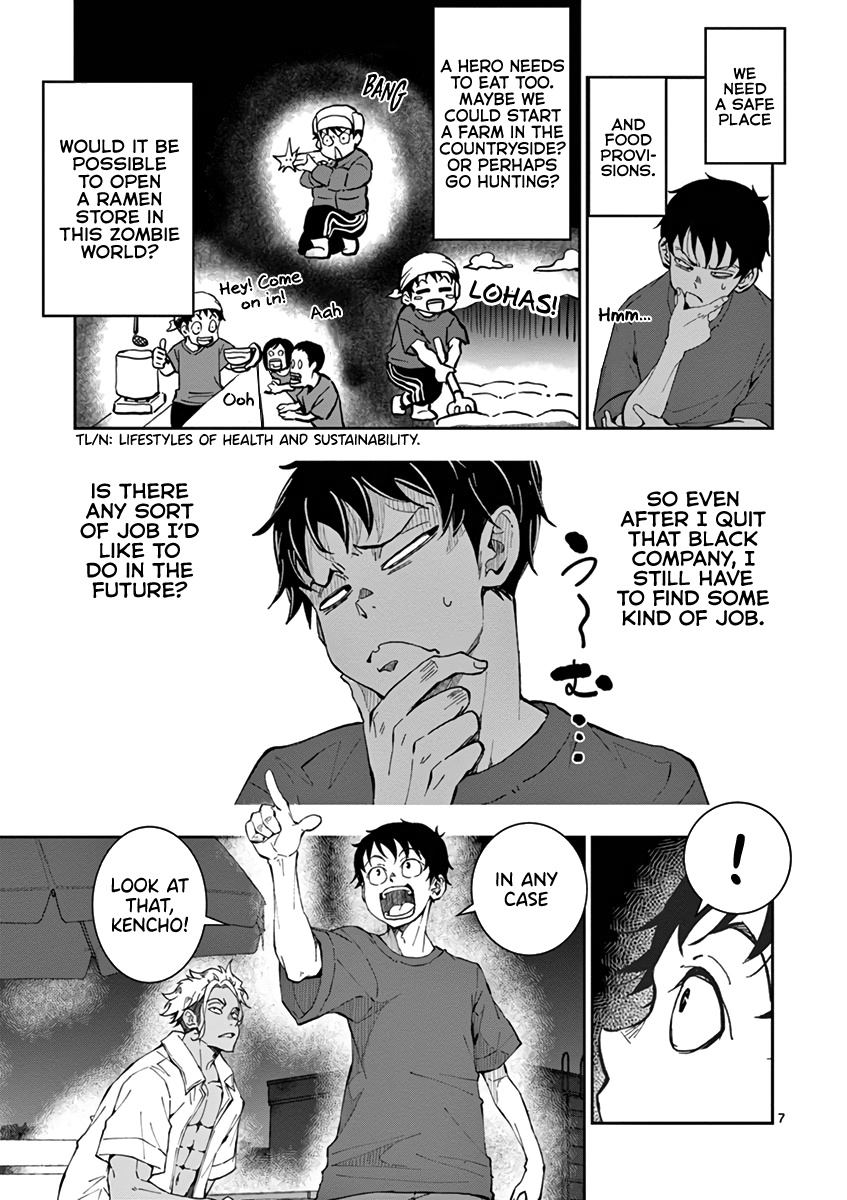 WE
NEED
A SAFE
PLACE
AND
FOOD
PROVI-
SIONS.
Hmm...
A HERO NEEDS
TO EAT TOO.
MAYBE WE
COULD START
A FARM IN THE
COUNTRYSIDE?
OR PERHAPS
GO HUNTING?
BANG
LOHAS!
WOULD IT BE
POSSIBLE
TO OPEN
A RAMEN
STORE IN
THIS ZOMBIE
WORLD?
Hey! Come
on in!
Aah
Ooh
TL/N: LIFESTYLES OF HEALTH AND SUSTAINABILITY.
SO EVEN
AFTER I QUIT
THAT BLACK
COMPANY, I
STILL HAVE
TO FIND SOME
KIND OF JOB.
う〜む…
IS THERE
ANY SORT
OF JOB I'D
LIKE TO
DO IN THE
FUTURE?
!
IN ANY
CASE
LOOK AT
THAT,
KENCHO!
7